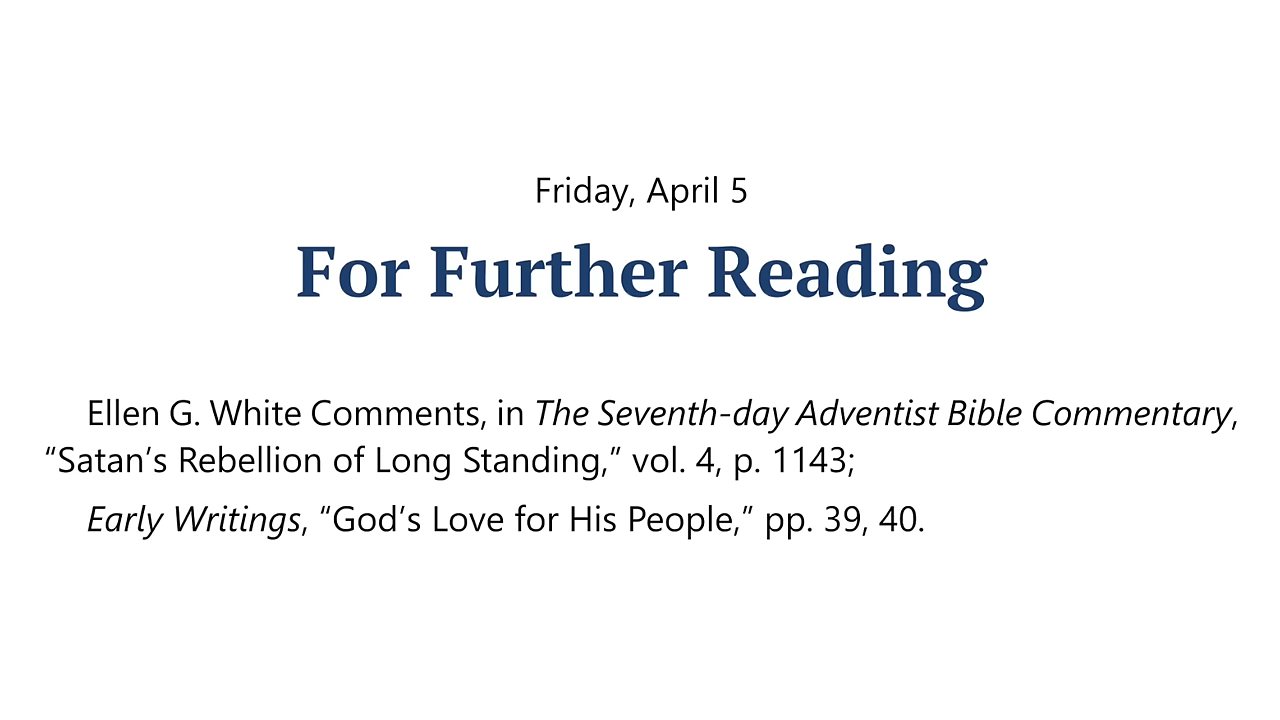 Friday, April 5
For Further Reading
Ellen G. White Comments, in The Seventh-day Adventist Bible Commentary,
“Satan’s Rebellion of Long Standing,” vol. 4, p. 1143;
Early Writings, “God’s Love for His People,” pp. 39, 40.